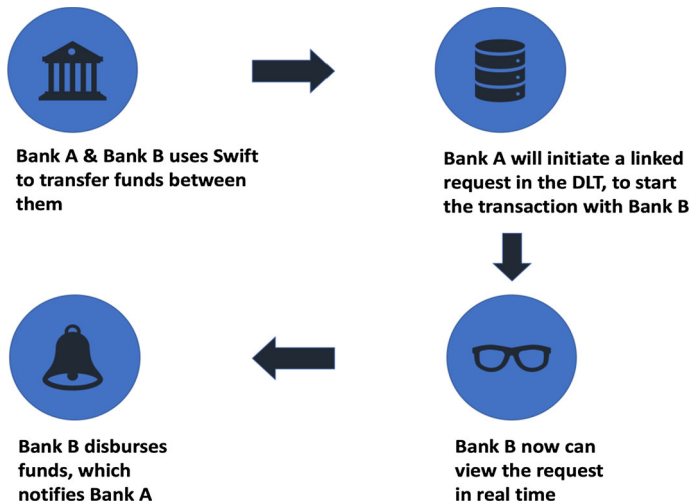 Bank A & Bank B uses Swift
to transfer funds between
them
Bank A will initiate a linked
request in the DLT, to start
the transaction with Bank B
Bank B now can
view the request
in real time
Bank B disburses
funds, which
notifies Bank A